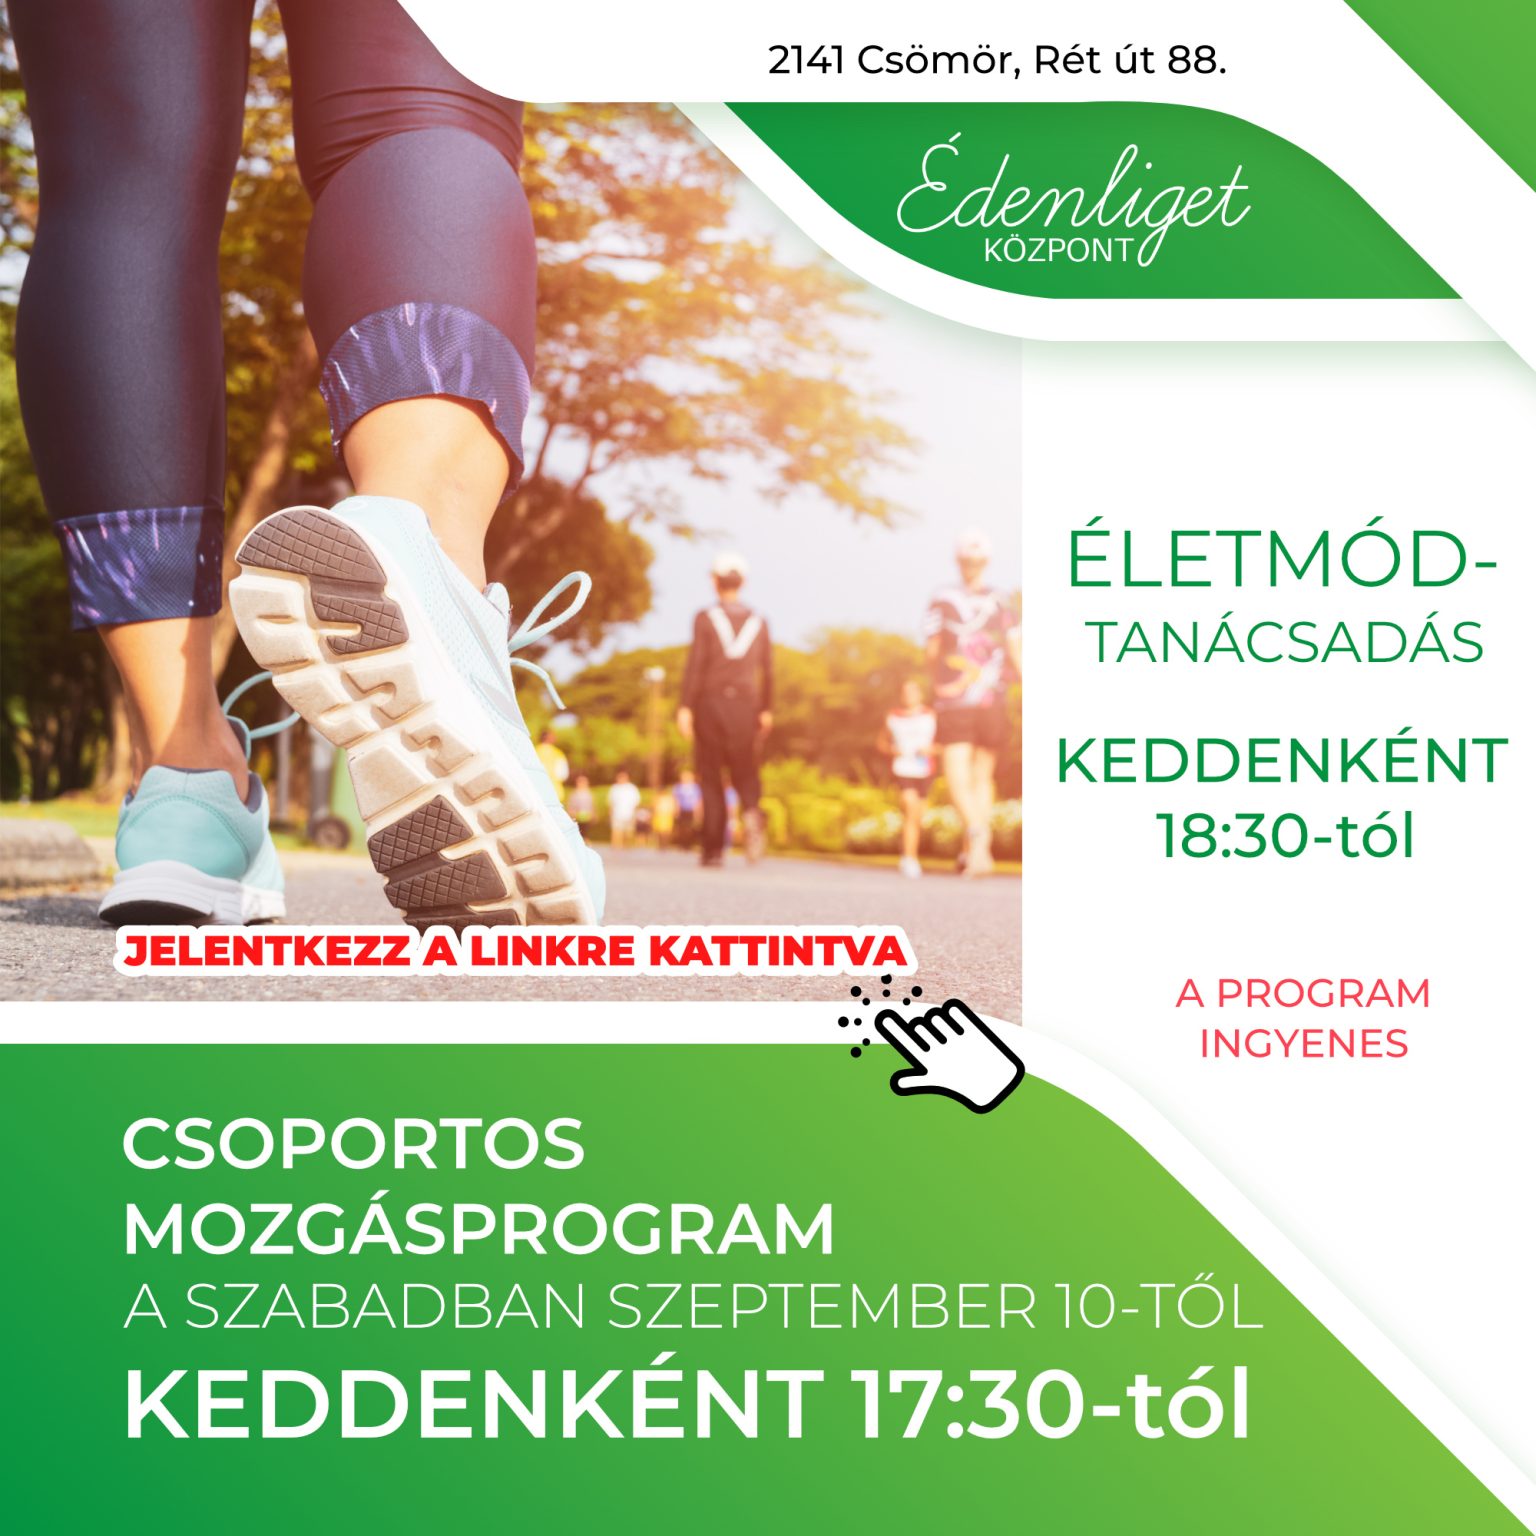 2141 Csömör, Rét út 88.
Édenliget
KÖZPONT
ÉLETMÓD-
TANÁCSADÁS
KEDDENKÉNT
18:30-tól
A PROGRAM
INGYENES
JELENTKEZZ A LINKRE KATTINTVA
CSOPORTOS
MOZGÁSPROGRAM
A SZABADBAN SZEPTEMBER 10-TŐL
KEDDENKÉNT 17:30-tól